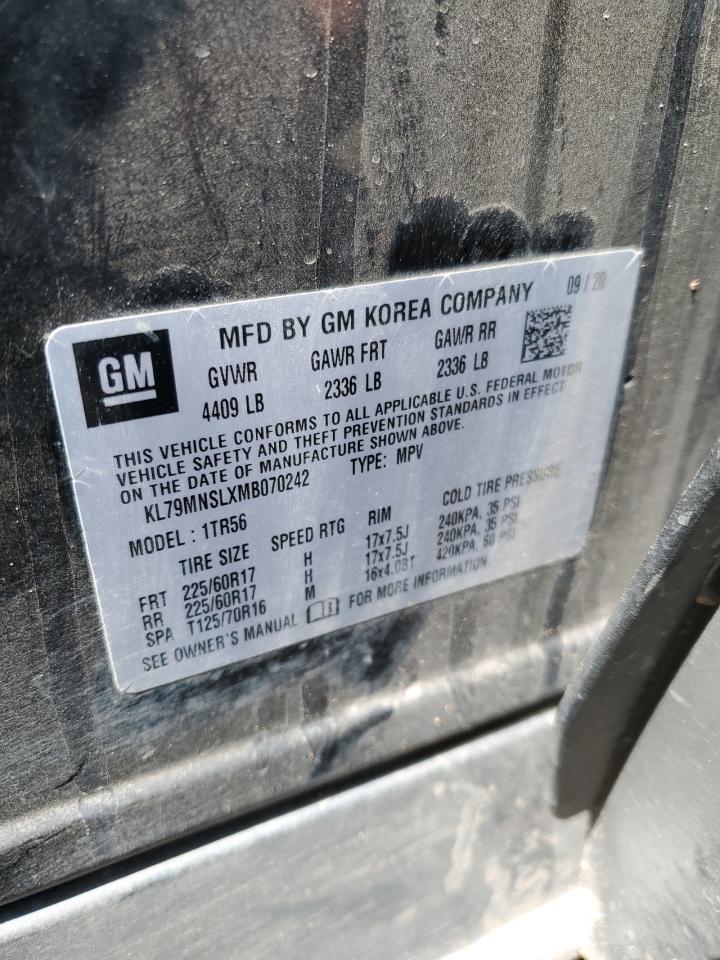 GM
MFD BY GM KOREA COMPANY 09 / 20
GVWR GAWR FRT GAWR RR
4409 LB 2336 LB 2336 LB
THIS VEHICLE CONFORMS TO ALL APPLICABLE U.S. FEDERAL MOTOR
VEHICLE SAFETY AND THEFT PREVENTION STANDARDS IN EFFECT
ON THE DATE OF MANUFACTURE SHOWN ABOVE.
KL79MNSLXMB070242 TYPE: MPV
MODEL : 1TR56
TIRE SIZE SPEED RTG RIM COLD TIRE PRESSURE
FRT 225/60R17 H 17x7.5J 240KPA, 35 PSI
RR 225/60R17 H 17x7.5J 240KPA, 35 PSI
SPA T125/70R16 M 16x4.0BT 420KPA, 60 PSI
SEE OWNER'S MANUAL FOR MORE INFORMATION